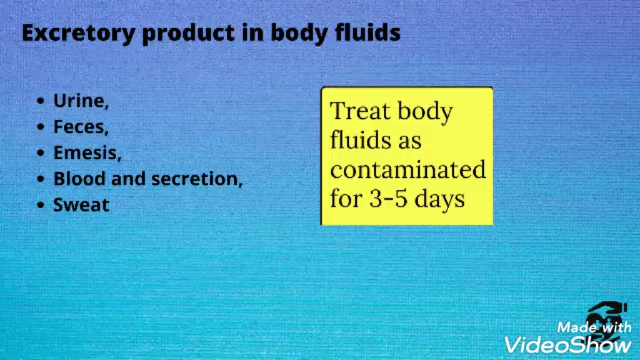 Excretory product in body fluids
• Urine,
• Feces,
• Emesis,
• Blood and secretion,
• Sweat
Treat body
fluids as
contaminated
for 3-5 days
Made with
VideoShow